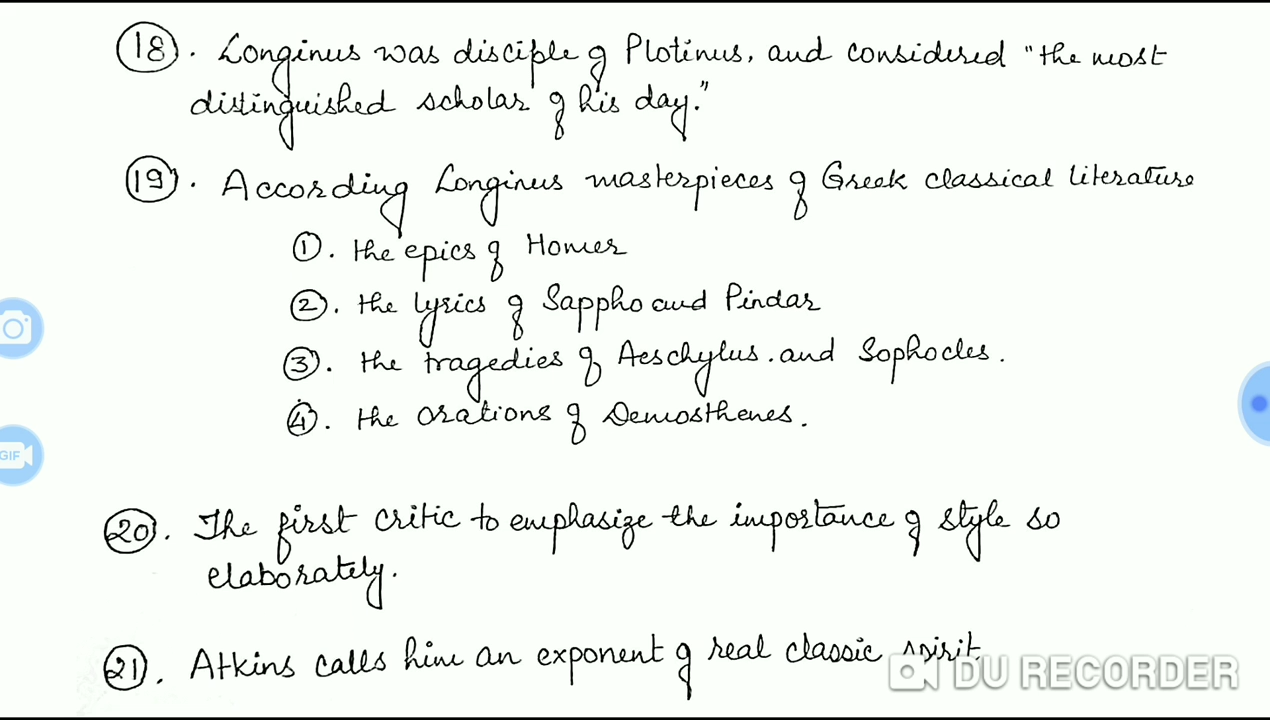 18. Longinus was disciple of Plotinus, and considered "the most
distinguished scholar of his day."
19. According Longinus masterpieces of Greek classical literature
1. the epics of Homer
2. the lyrics of Sappho and Pindar
3. the tragedies of Aeschylus. and Sophocles.
4. the orations of Demosthenes.
GIF
20. The first critic to emphasize the importance of style so
elaborately.
21. Atkins calls him an exponent of real classic spirit.
DU RECORDER